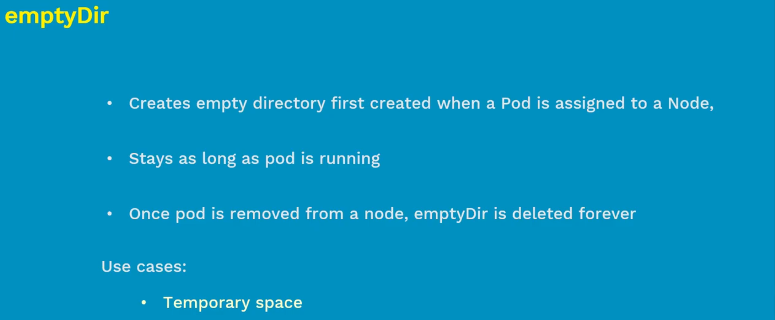 emptyDir
• Creates empty directory first created when a Pod is assigned to a Node,
• Stays as long as pod is running
• Once pod is removed from a node, emptyDir is deleted forever
Use cases:
• Temporary space